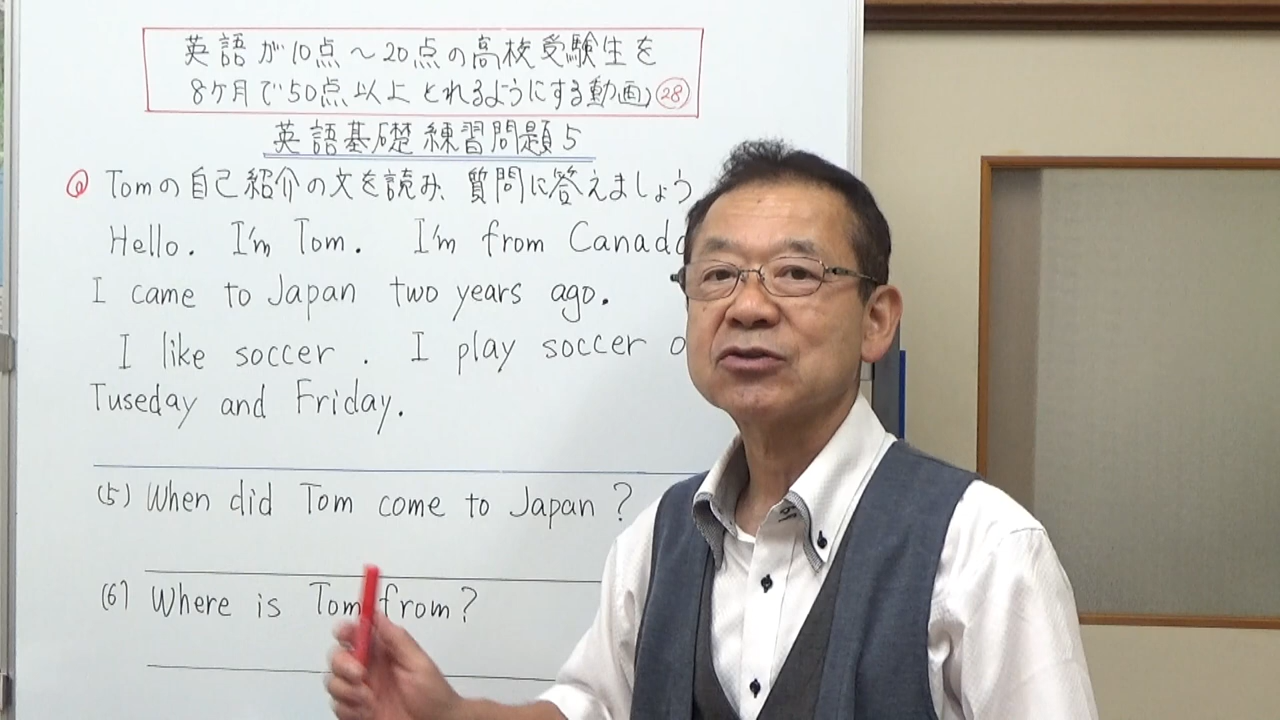 英語が10点～20点の高校受験生を
8ケ月で50点以上とれるようにする動画、㉘
英語基礎練習問題5
Q Tomの自己紹介の文を読み、質問に答えましょう
Hello. I'm Tom. I'm from Canada
I came to Japan two years ago.
I like soccer. I play soccer o
Tuseday and Friday.
(5) When did Tom come to Japan?
(6) Where is Tom from?